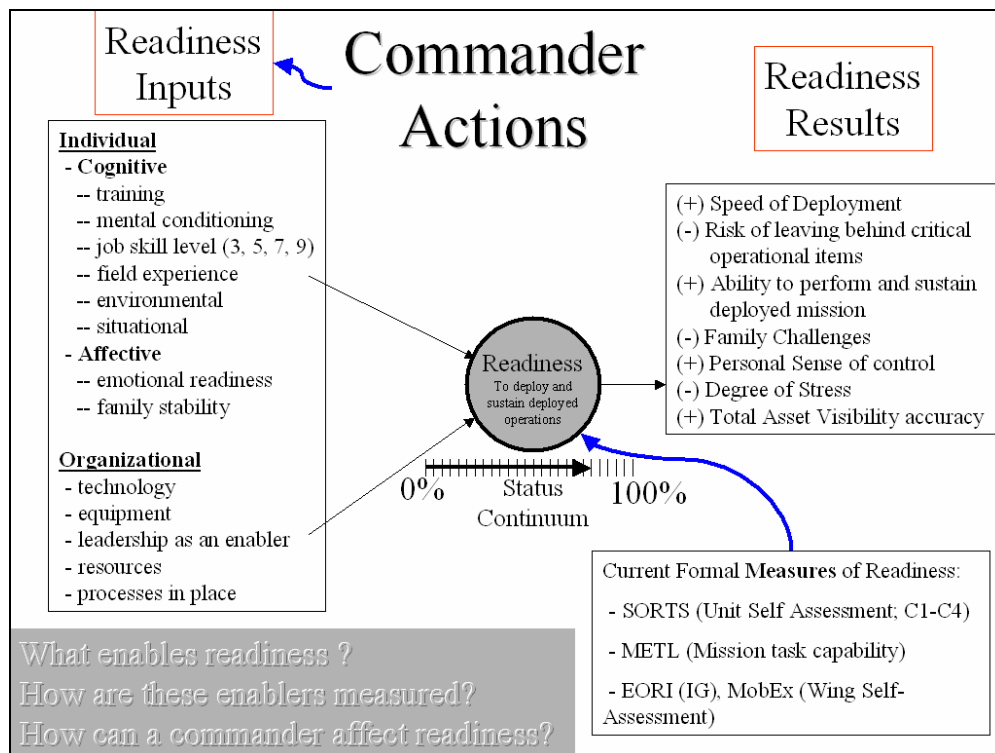 Readiness
Inputs
Commander
Actions
Readiness
Results
Individual
- Cognitive
-- training
-- mental conditioning
-- job skill level (3, 5, 7, 9)
-- field experience
-- environmental
-- situational
- Affective
-- emotional readiness
-- family stability
Organizational
- technology
- equipment
- leadership as an enabler
- resources
- processes in place
Readiness
To deploy and
sustain deployed
operations
0%
100%
Status
Continuum
(+) Speed of Deployment
(-) Risk of leaving behind critical
operational items
(+) Ability to perform and sustain
deployed mission
(-) Family Challenges
(+) Personal Sense of control
(-) Degree of Stress
(+) Total Asset Visibility accuracy
Current Formal Measures of Readiness:
- SORTS (Unit Self Assessment; C1-C4)
- METL (Mission task capability)
- EORI (IG), MobEx (Wing Self-
Assessment)
What enables readiness ?
How are these enablers measured?
How can a commander affect readiness?